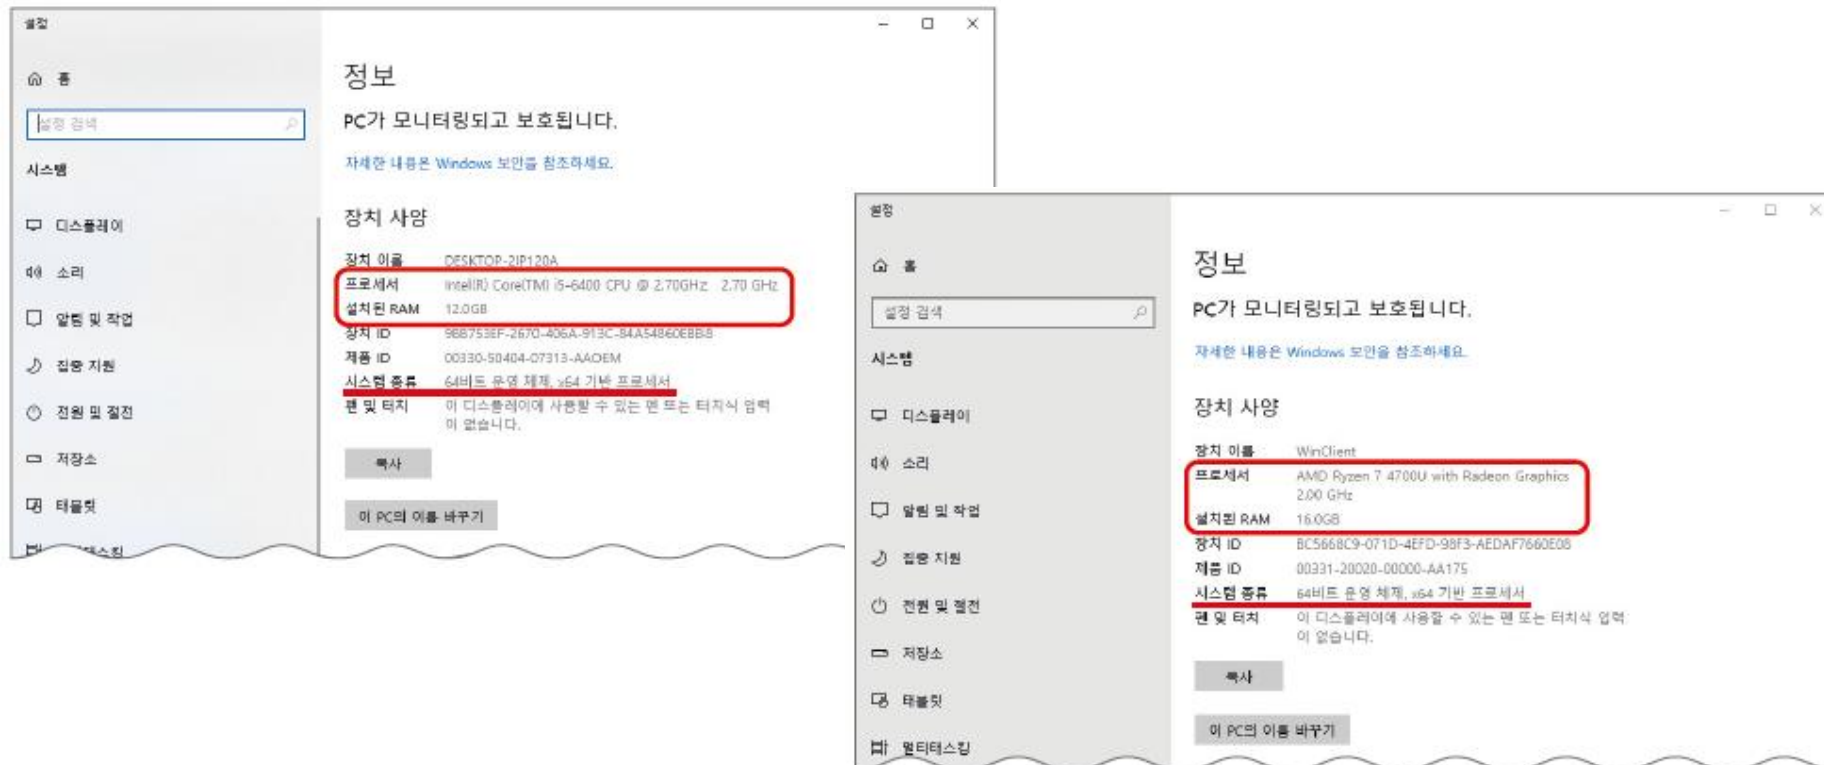 설정
홈
설정 검색
시스템
디스플레이
소리
알림 및 작업
집중 지원
전원 및 절전
저장소
태블릿
정보
PC가 모니터링되고 보호됩니다.
자세한 내용은 Windows 보안을 참조하세요.
장치 사양
장치 이름 DESKTOP-2IP120A
프로세서 Intel(R) Core(TM) i5-6400 CPU @ 2.70GHz 2.70 GHz
설치된 RAM 12.0GB
장치 ID
제품 ID 00330-50404-07313-AAOEM
시스템 종류 64비트 운영 체제, x64 기반 프로세서
펜 및 터치 이 디스플레이에 사용할 수 있는 펜 또는 터치식 입력
이 없습니다.
복사
이 PC의 이름 바꾸기
설정
홈
설정 검색
시스템
디스플레이
소리
알림 및 작업
집중 지원
전원 및 절전
저장소
태블릿
멀티태스킹
정보
PC가 모니터링되고 보호됩니다.
자세한 내용은 Windows 보안을 참조하세요.
장치 사양
장치 이름 WinClient
프로세서 AMD Ryzen 7 4700U with Radeon Graphics
2.00 GHz
설치된 RAM 16.0GB
장치 ID BC5668C9-071D-4EFD-98F3-AEDAF7660E08
제품 ID 00331-20020-00000-AA175
시스템 종류 64비트 운영 체제, x64 기반 프로세서
펜 및 터치 이 디스플레이에 사용할 수 있는 펜 또는 터치식 입력
이 없습니다.
복사
이 PC의 이름 바꾸기